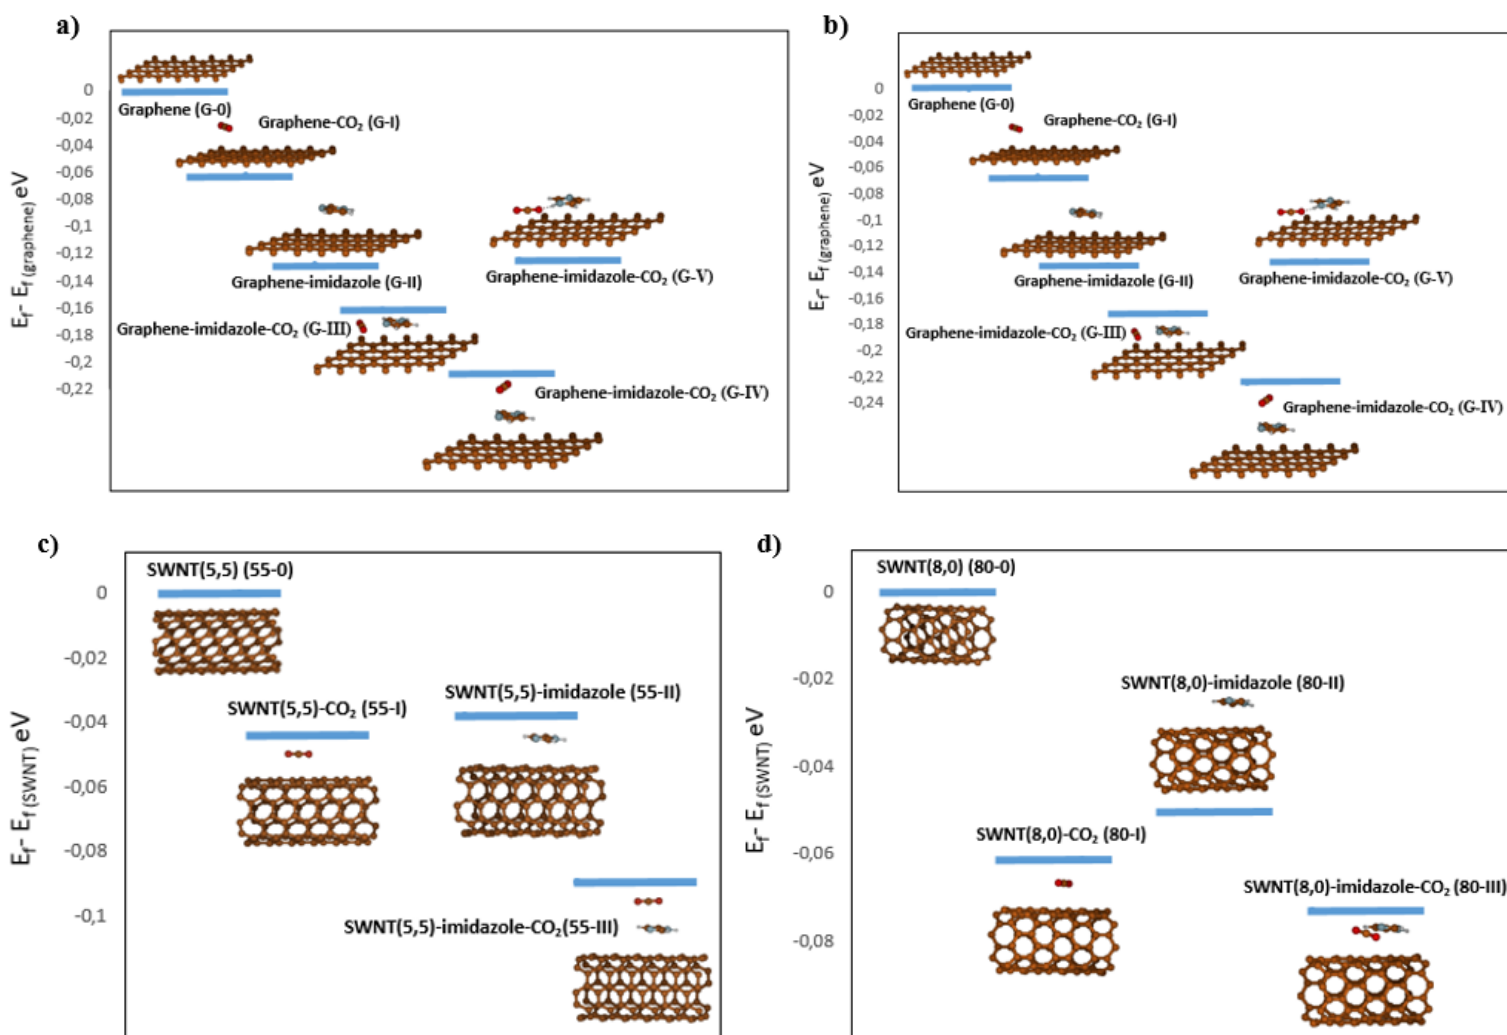 a)
0
-0,02
-0,04
-0,06
-0,08
-0,1
-0,12
-0,14
-0,16
-0,18
-0,2
-0,22
Ef- Ef (graphene) eV
Graphene (G-0)
Graphene-CO2 (G-I)
Graphene-imidazole (G-II)
Graphene-imidazole-CO2 (G-V)
Graphene-imidazole-CO2 (G-III)
Graphene-imidazole-CO2 (G-IV)
b)
0
-0,02
-0,04
-0,06
-0,08
-0,1
-0,12
-0,14
-0,16
-0,18
-0,2
-0,22
-0,24
Ef- Ef (graphene) eV
Graphene (G-0)
Graphene-CO2 (G-I)
Graphene-imidazole (G-II)
Graphene-imidazole-CO2 (G-V)
Graphene-imidazole-CO2 (G-III)
Graphene-imidazole-CO2 (G-IV)
c)
0
-0,02
-0,04
-0,06
-0,08
-0,1
Ef- Ef (SWNT) eV
SWNT(5,5) (55-0)
SWNT(5,5)-imidazole (55-II)
SWNT(5,5)-CO2 (55-I)
SWNT(5,5)-imidazole-CO2(55-III)
d)
0
-0,02
-0,04
-0,06
-0,08
Ef- Ef (SWNT) eV
SWNT(8,0) (80-0)
SWNT(8,0)-imidazole (80-II)
SWNT(8,0)-CO2 (80-I)
SWNT(8,0)-imidazole-CO2 (80-III)